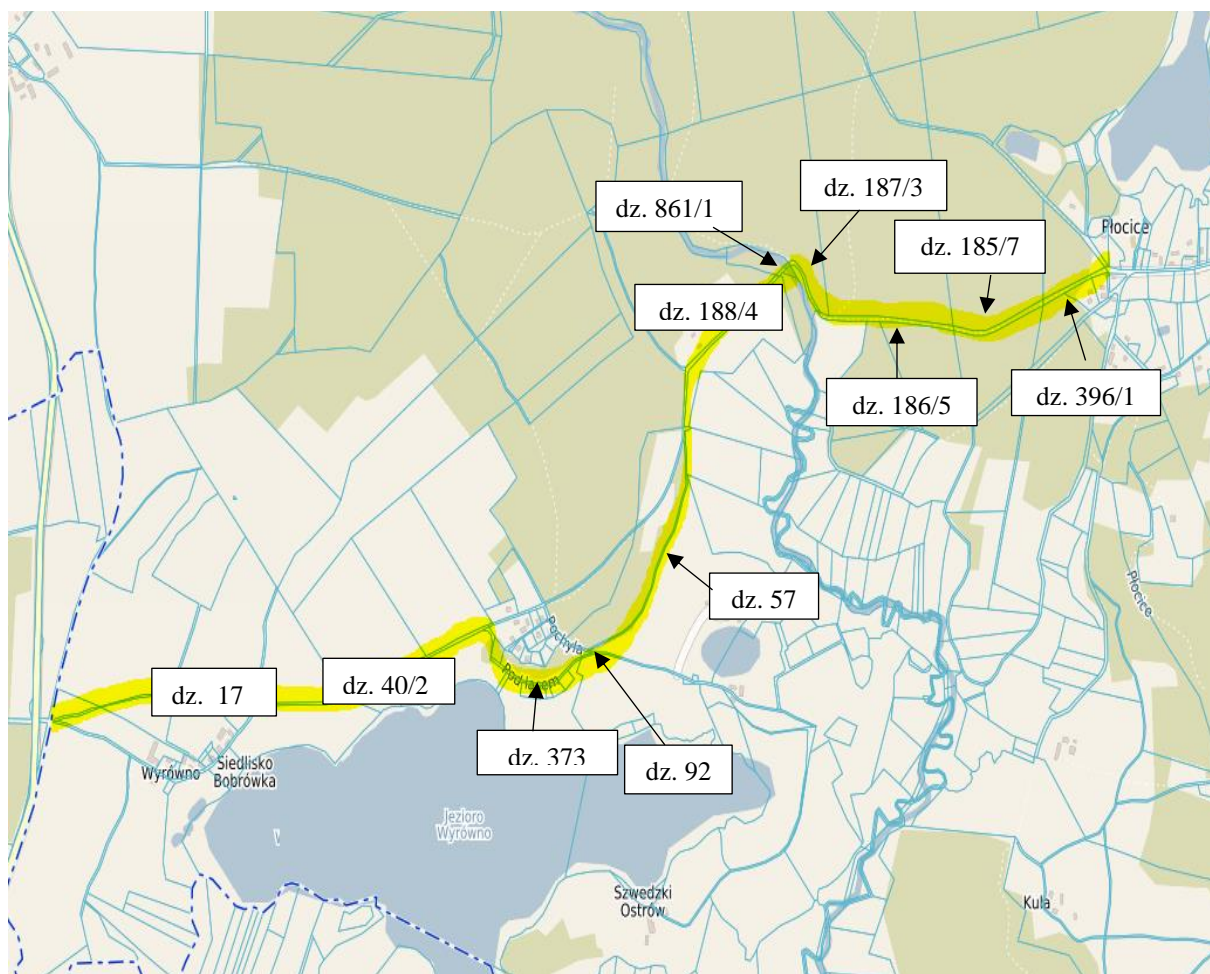 dz. 187/3
dz. 861/1
Płocice
dz. 185/7
dz. 188/4
dz. 186/5
dz. 396/1
dz. 57
Płocice
Pochyła
Pod lasem
dz. 40/2
dz. 17
dz. 373
dz. 92
Wyrówno
Siedlisko
Bobrówka
Jezioro
Wyrówno
Szwedzki
Ostrów
Kula